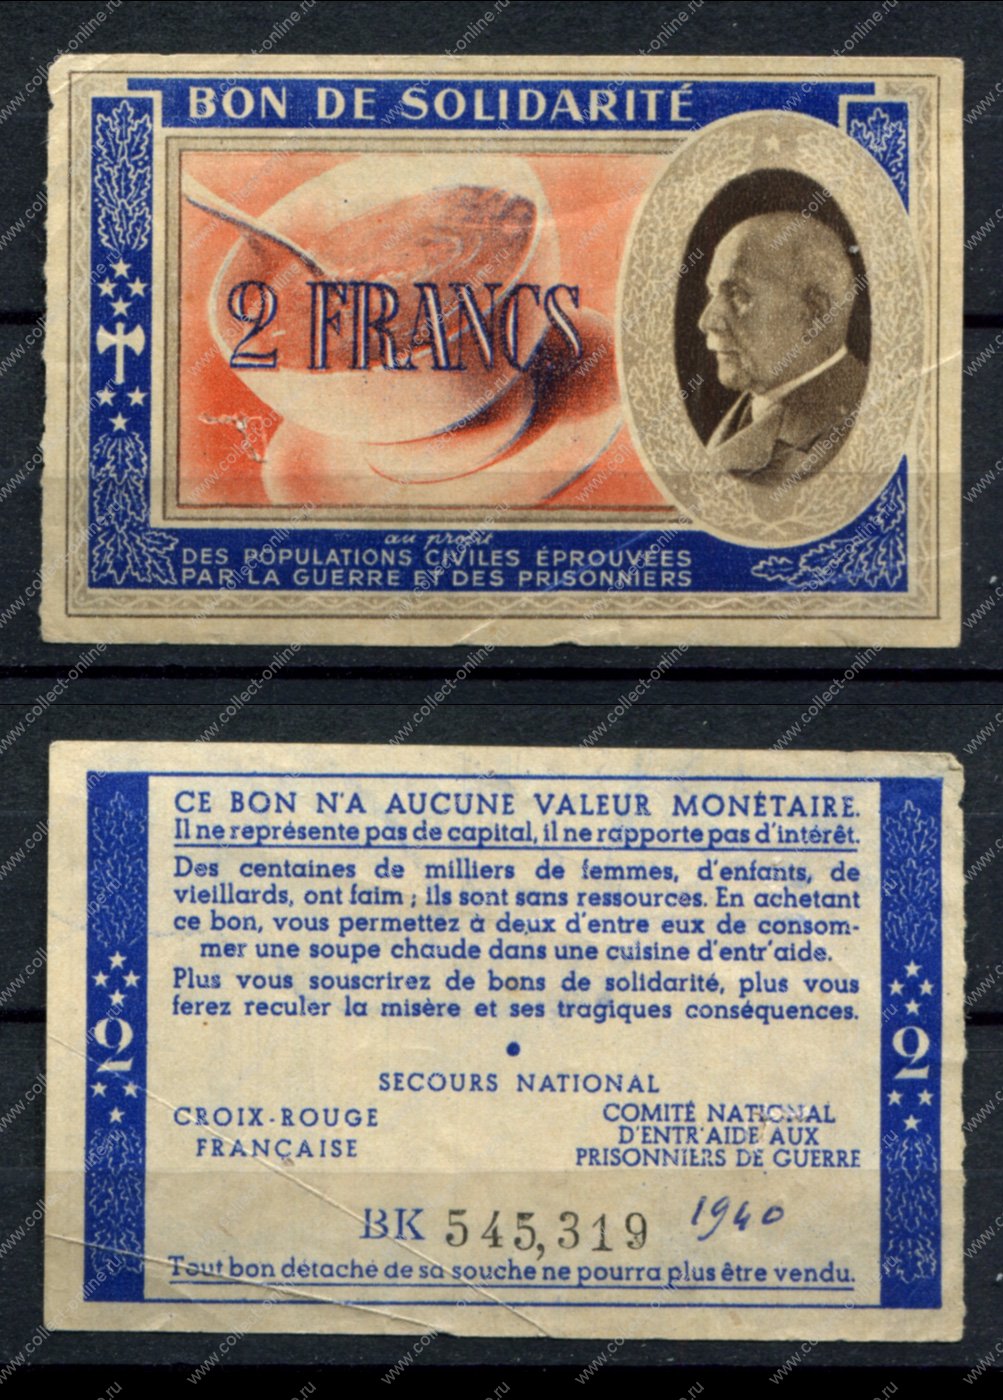 BON DE SOLIDARITÉ
2 FRANCS
au profit
DES POPULATIONS CIVILES ÉPROUVÉES
PAR LA GUERRE ET DES PRISONNIERS
CE BON N'A AUCUNE VALEUR MONÉTAIRE.
Il ne représente pas de capital, il ne rapporte pas d'intérêt.
Des centaines de milliers de femmes, d'enfants, de
vieillards, ont faim ; ils sont sans ressources. En achetant
ce bon, vous permettez à deux d'entre eux de consom-
mer une soupe chaude dans une cuisine d'entr'aide.
Plus vous souscrirez de bons de solidarité, plus vous
ferez reculer la misère et ses tragiques conséquences.
2
2
SECOURS NATIONAL
CROIX-ROUGE
FRANÇAISE
COMITÉ NATIONAL
D'ENTR'AIDE AUX
PRISONNIERS DE GUERRE
BK 545,319
1940
Tout bon détaché de sa souche ne pourra plus être vendu.
www.collect-online.ru